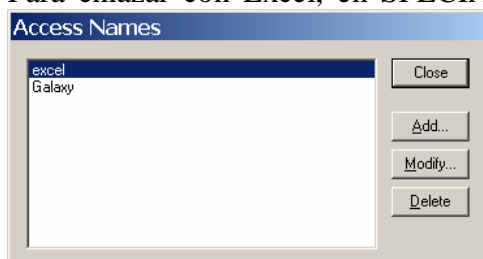 Para enlazar con Excel, en
Access Names
excel
Galaxy
Close
Add...
Modify...
Delete